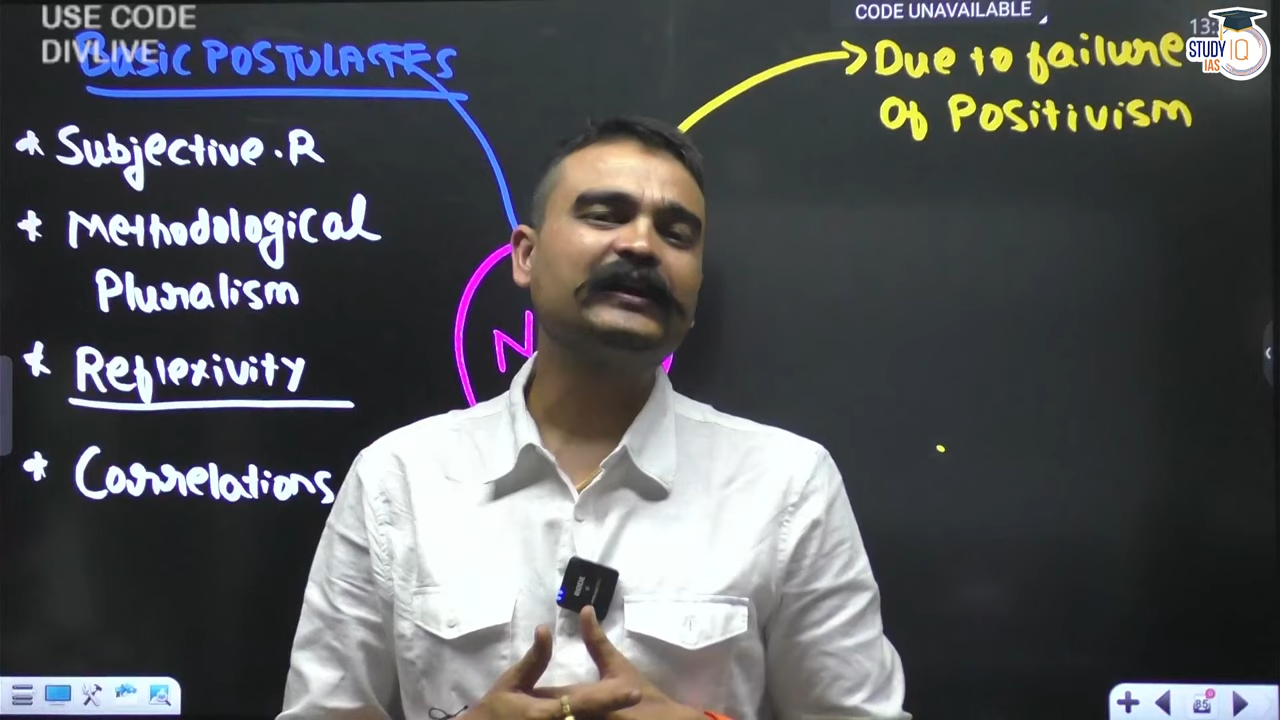 USE CODE
DIVLIVE
CODE UNAVAILABLE
STUDY IQ
IAS
BASIC POSTULATES
* Subjective.R
* Methodological
Pluralism
* Reflexivity
* Correlations
N
Due to failure
Of Positivism
85